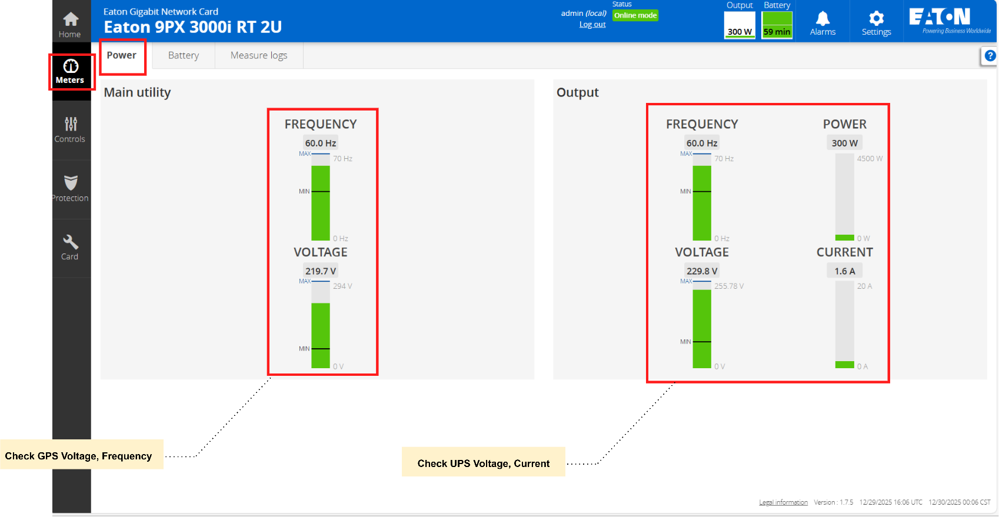 Home
Eaton Gigabit Network Card
Eaton 9PX 3000i RT 2U
admin (local)
Log out
Status
Online mode
Output
300 W
Battery
59 min
Alarms
Settings
EATON
Powering Business Worldwide
Meters
Controls
Protection
Card
Power
Battery
Measure logs
?
Main utility
FREQUENCY
60.0 Hz
MAX
70 Hz
MIN
0 Hz
VOLTAGE
219.7 V
MAX
294 V
MIN
0 V
Output
FREQUENCY
60.0 Hz
MAX
70 Hz
MIN
0 Hz
POWER
300 W
4500 W
0 W
VOLTAGE
229.8 V
MAX
255.78 V
MIN
0 V
CURRENT
1.6 A
20 A
0 A
Check GPS Voltage, Frequency
Check UPS Voltage, Current
Legal information Version : 1.7.5 12/29/2025 16:06 UTC 12/30/2025 00:06 CST